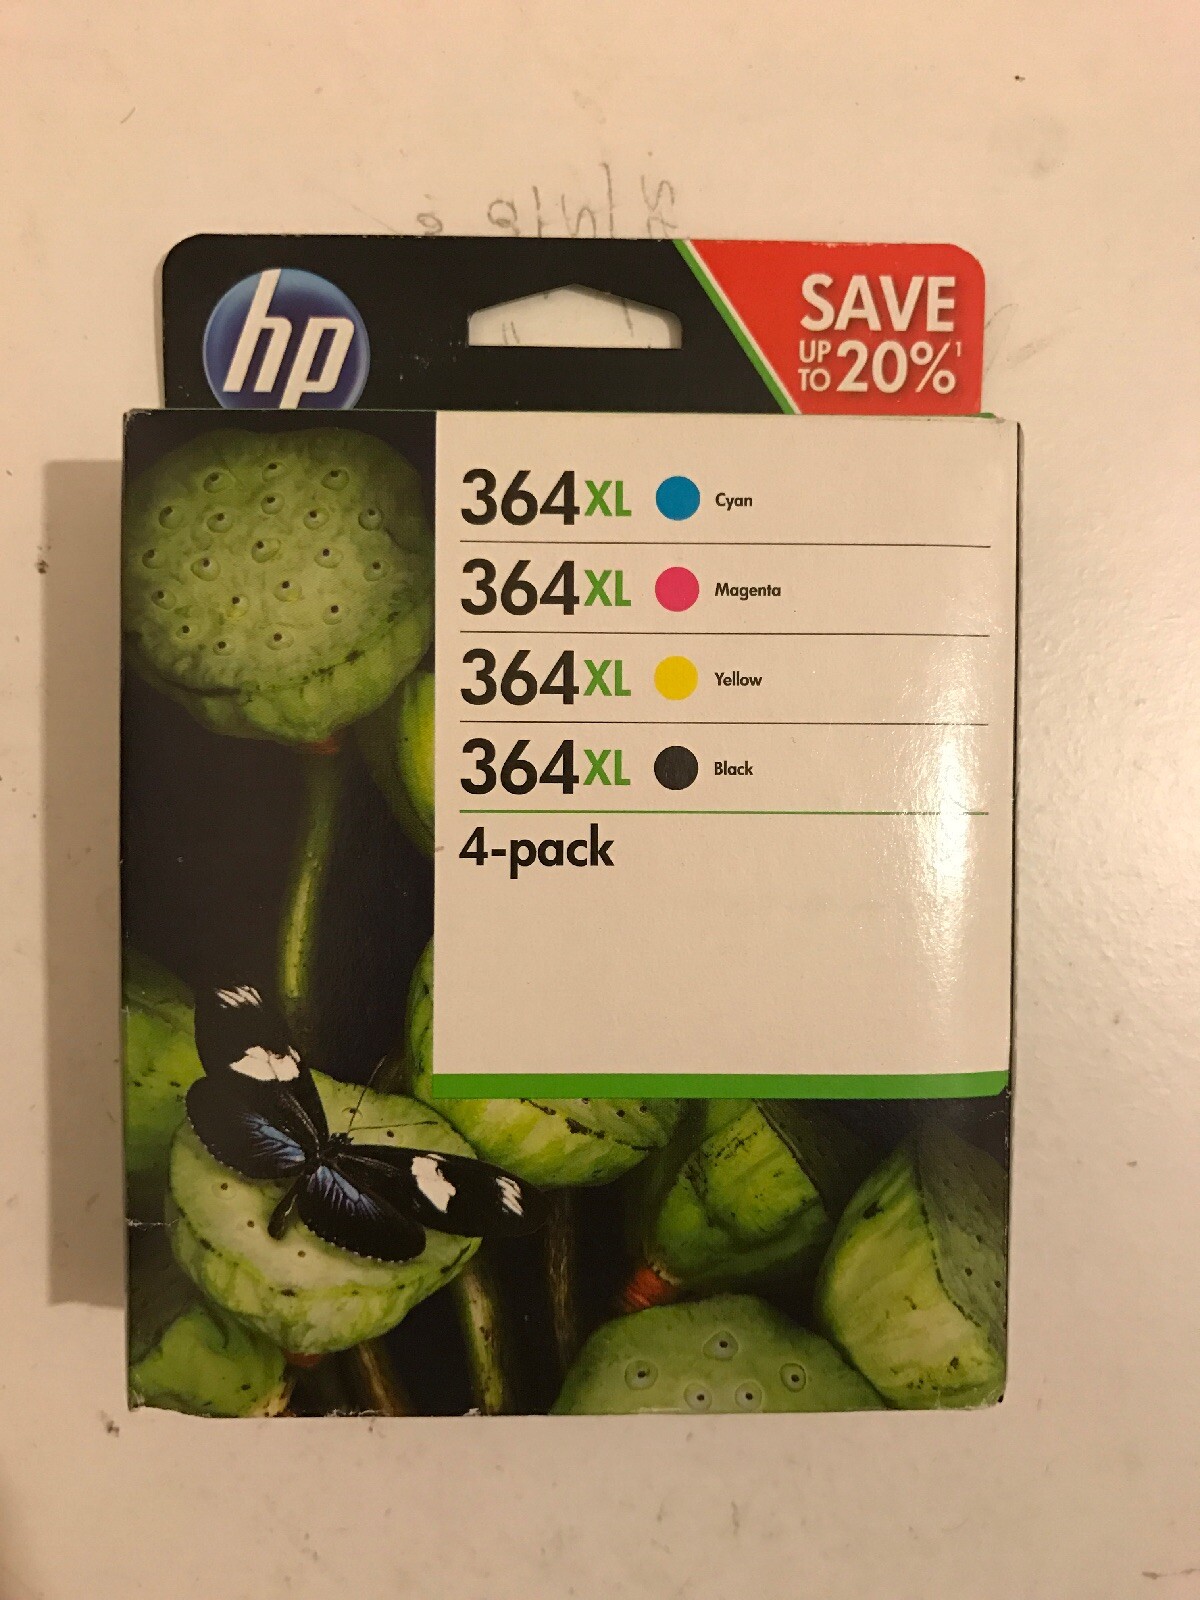 hp
SAVE
UP TO 20%¹
364XL Cyan
364XL Magenta
364XL Yellow
364XL Black
4-pack